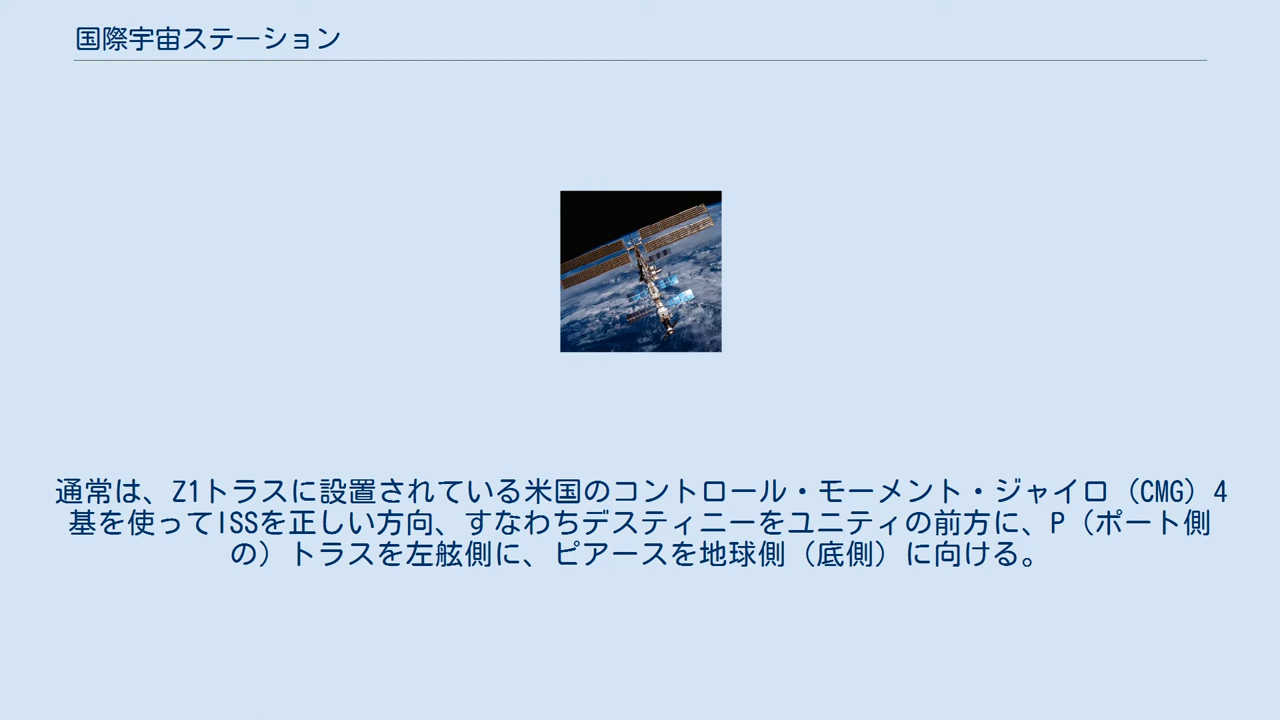 国際宇宙ステーション
通常は、Z1トラスに設置されている米国のコントロール・モーメント・ジャイロ（CMG）4
基を使ってISSを正しい方向、すなわちデスティニーをユニティの前方に、P（ポート側
の）トラスを左舷側に、ピアースを地球側（底側）に向ける。